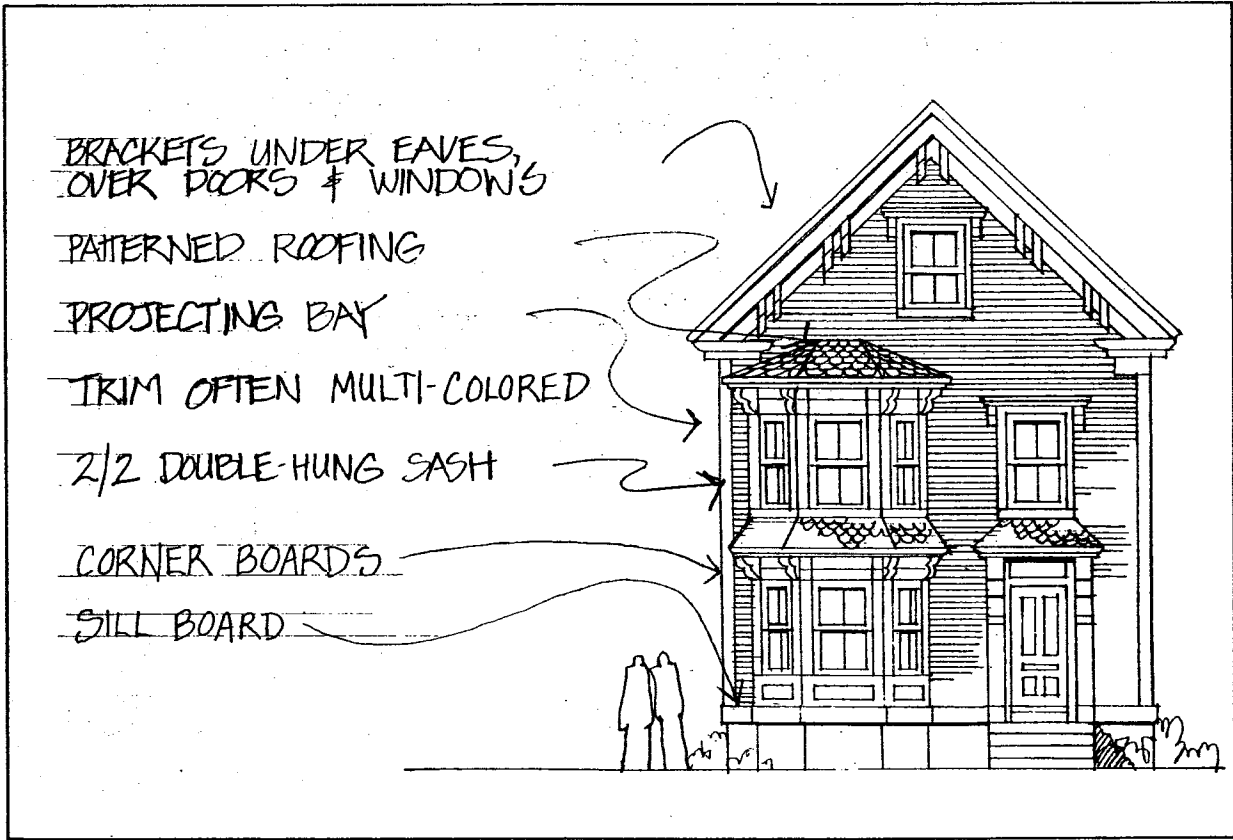 BRACKETS UNDER EAVES,
OVER DOORS & WINDOWS
PATTERNED ROOFING
PROJECTING BAY
TRIM OFTEN MULTI-COLORED
2/2 DOUBLE-HUNG SASH
CORNER BOARDS
SILL BOARD